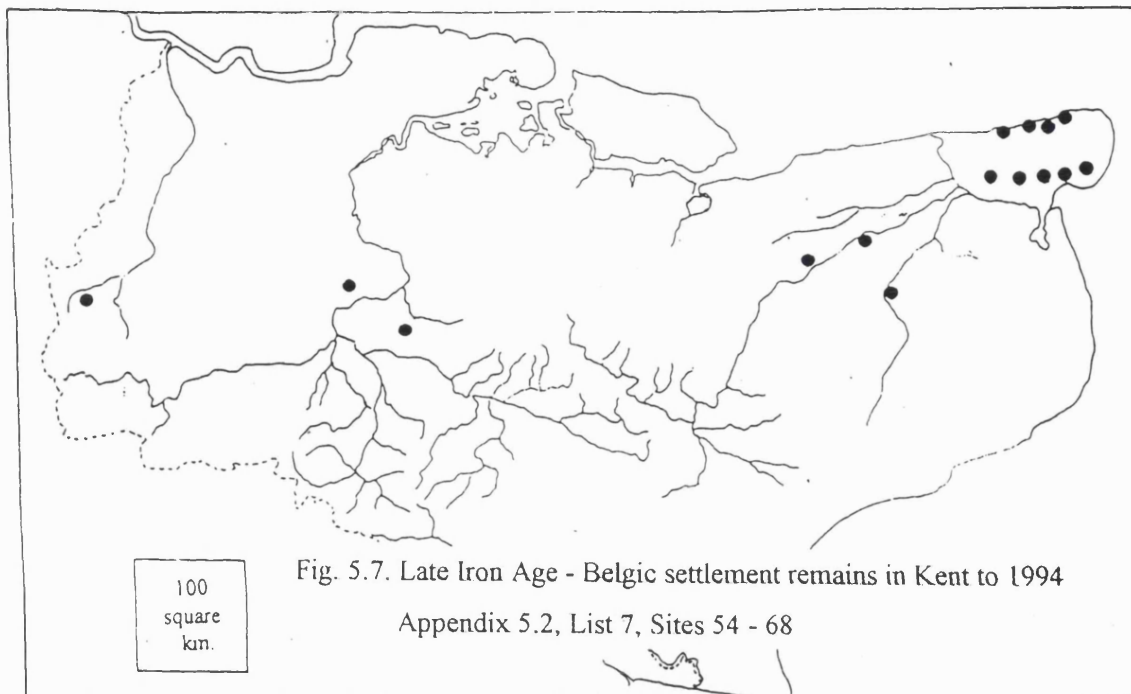 Fig. 5.7. Late Iron Age - Belgic settlement remains in Kent to 1994
Appendix 5.2, List 7, Sites 54 - 68
100
square
km.